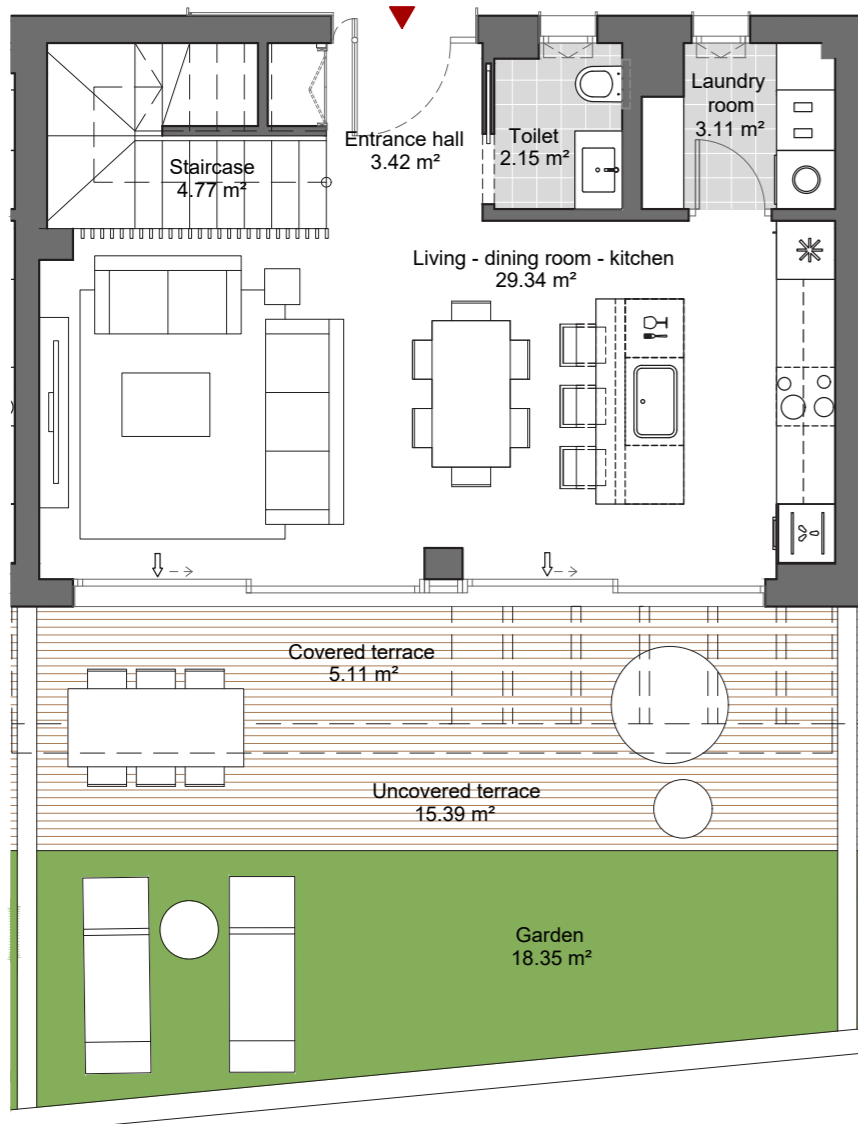 Laundry
room
3.11 m²
Entrance hall
3.42 m²
Toilet
2.15 m²
Staircase
4.77 m²
Living - dining room - kitchen
29.34 m²
Covered terrace
5.11 m²
Uncovered terrace
15.39 m²
Garden
18.35 m²